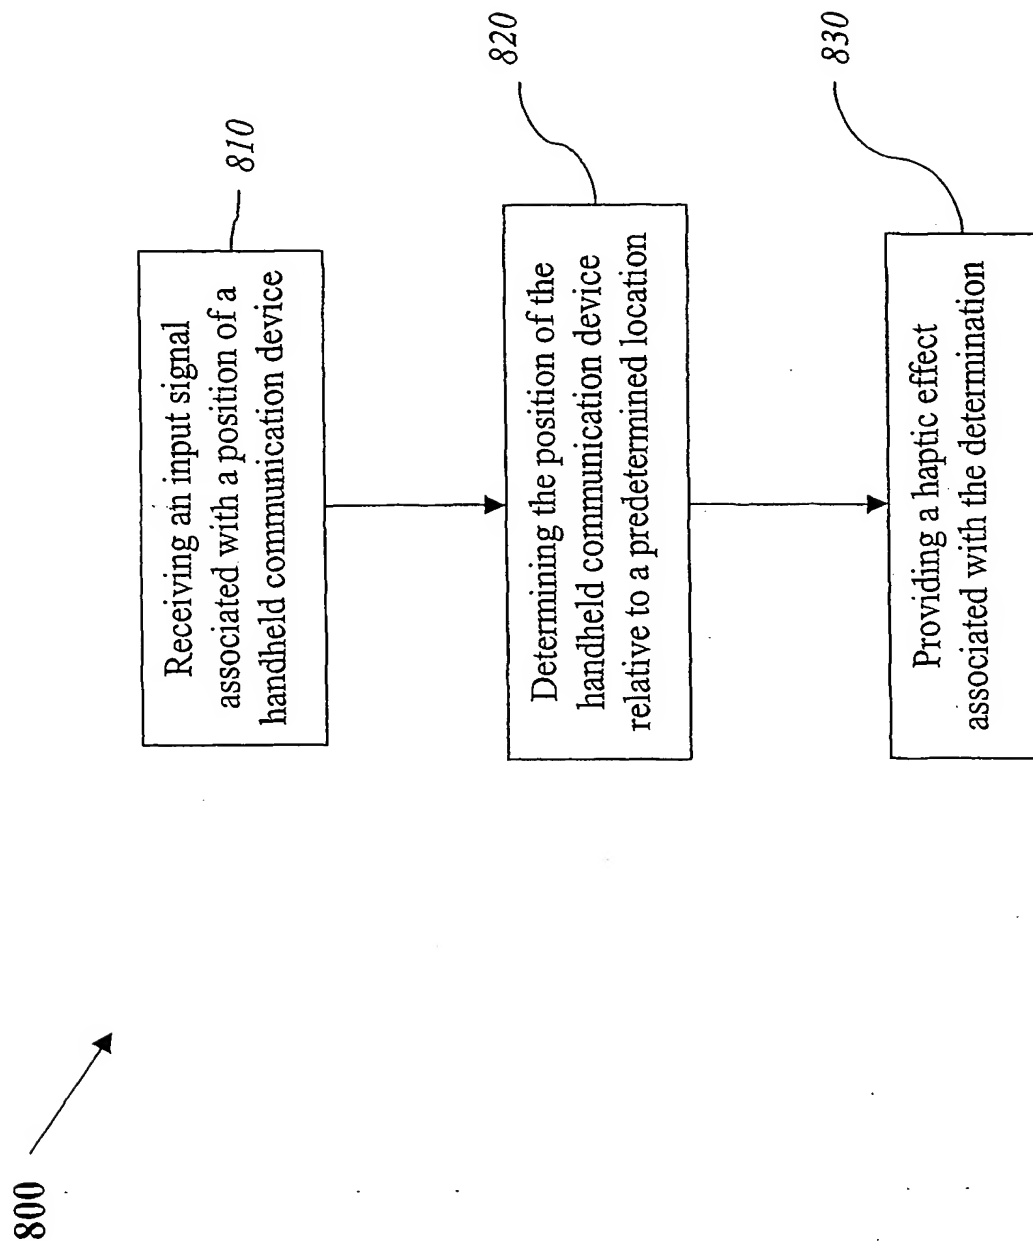 800
Receiving an input signal
associated with a position of a
handheld communication device
810
Determining the position of the
handheld communication device
relative to a predetermined location
820
Providing a haptic effect
associated with the determination
830